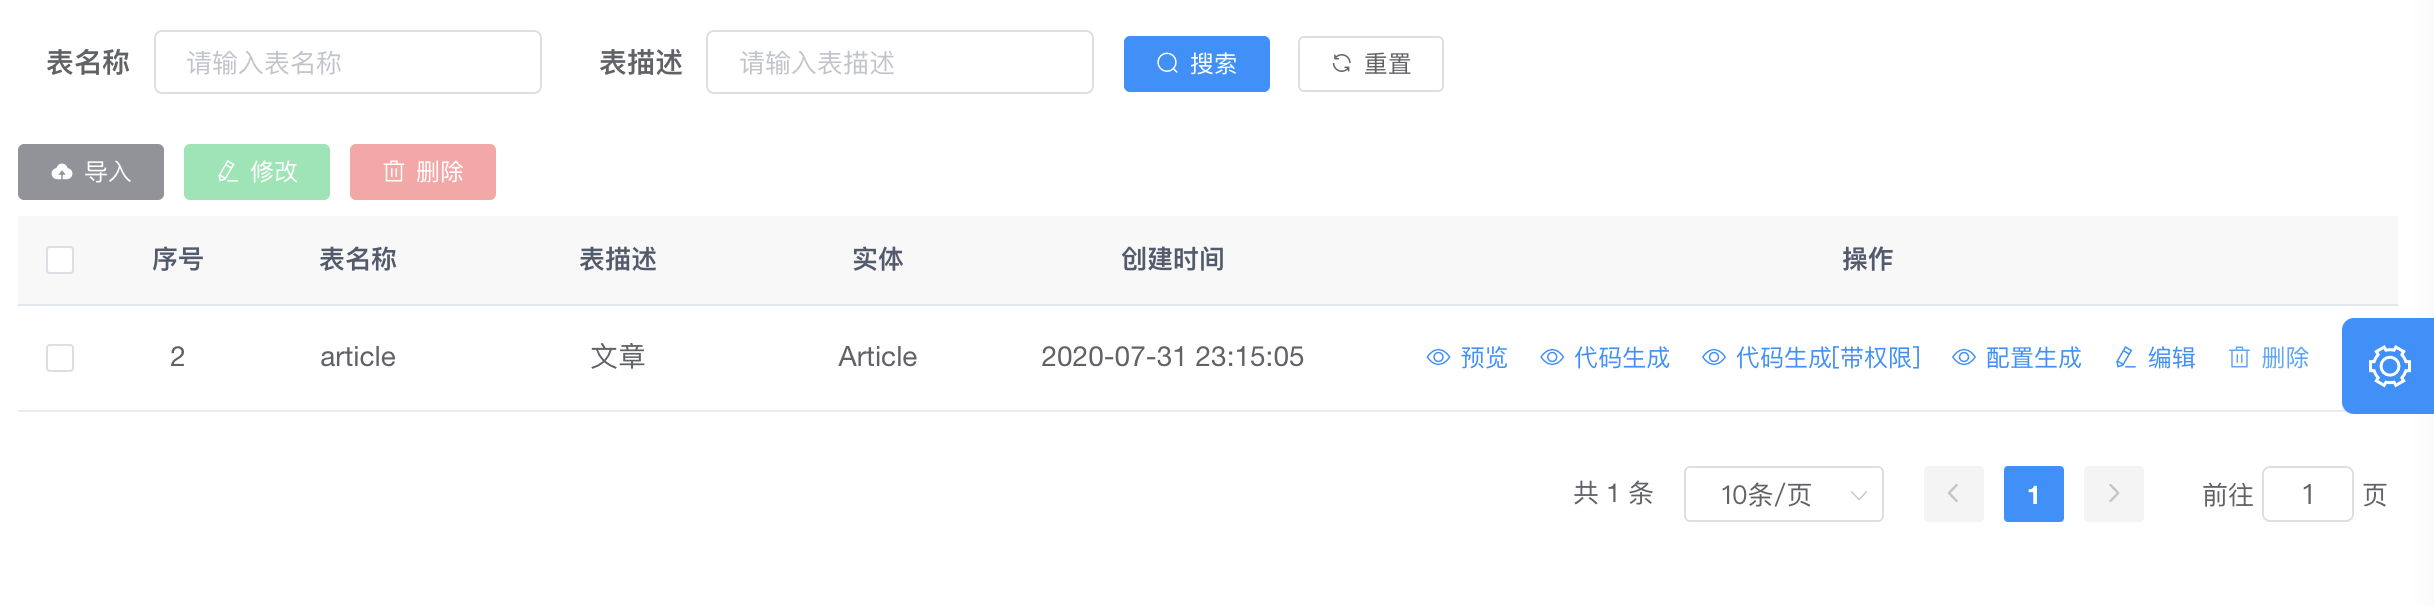 表名称 请输入表名称 表描述 请输入表描述 搜索 重置
导入 修改 删除
序号 表名称 表描述 实体 创建时间 操作
2 article 文章 Article 2020-07-31 23:15:05 预览 代码生成 代码生成[带权限] 配置生成 编辑 删除
共 1 条 10条/页 1 前往 1 页